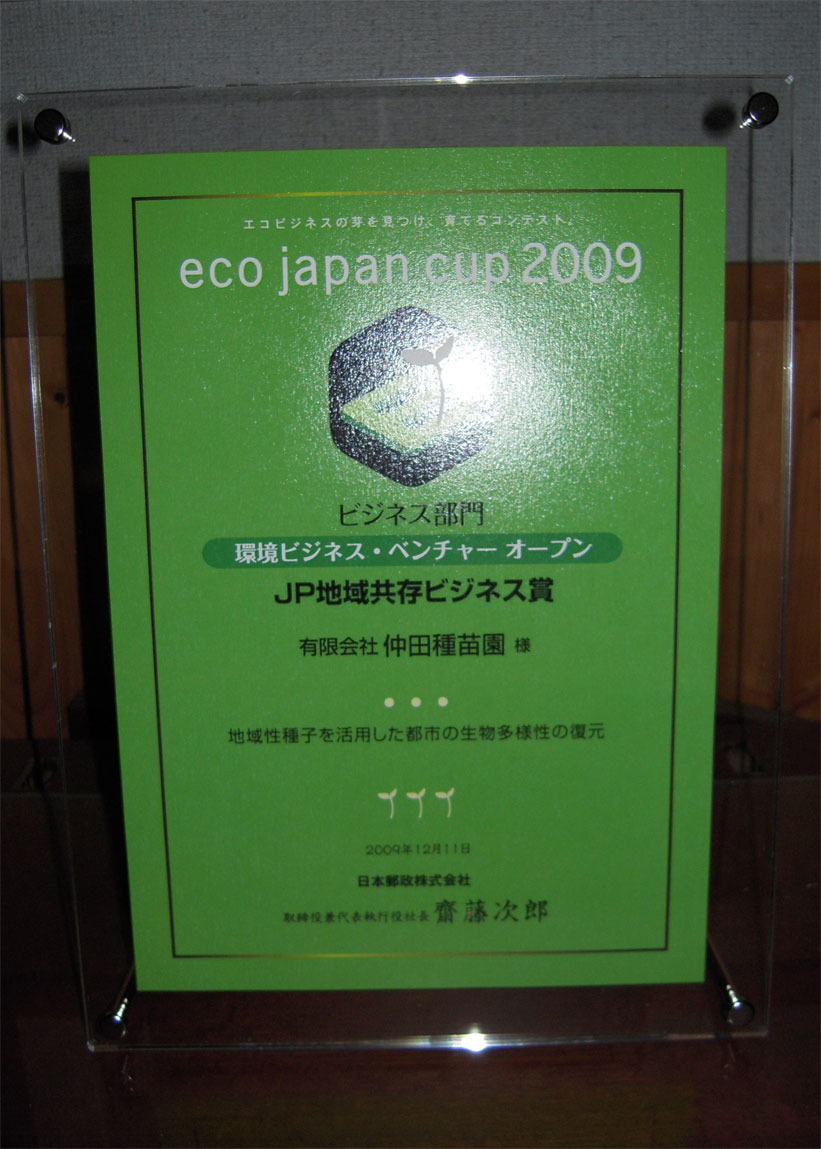 エコビジネスの芽を見つけ、育てるコンテスト。
eco japan cup 2009
ビジネス部門
環境ビジネス・ベンチャー オープン
JP地域共存ビジネス賞
有限会社 仲田種苗園 様
地域性種子を活用した都市の生物多様性の復元
2009年12月11日
日本郵政株式会社
取締役兼代表執行役社長 齋藤次郎